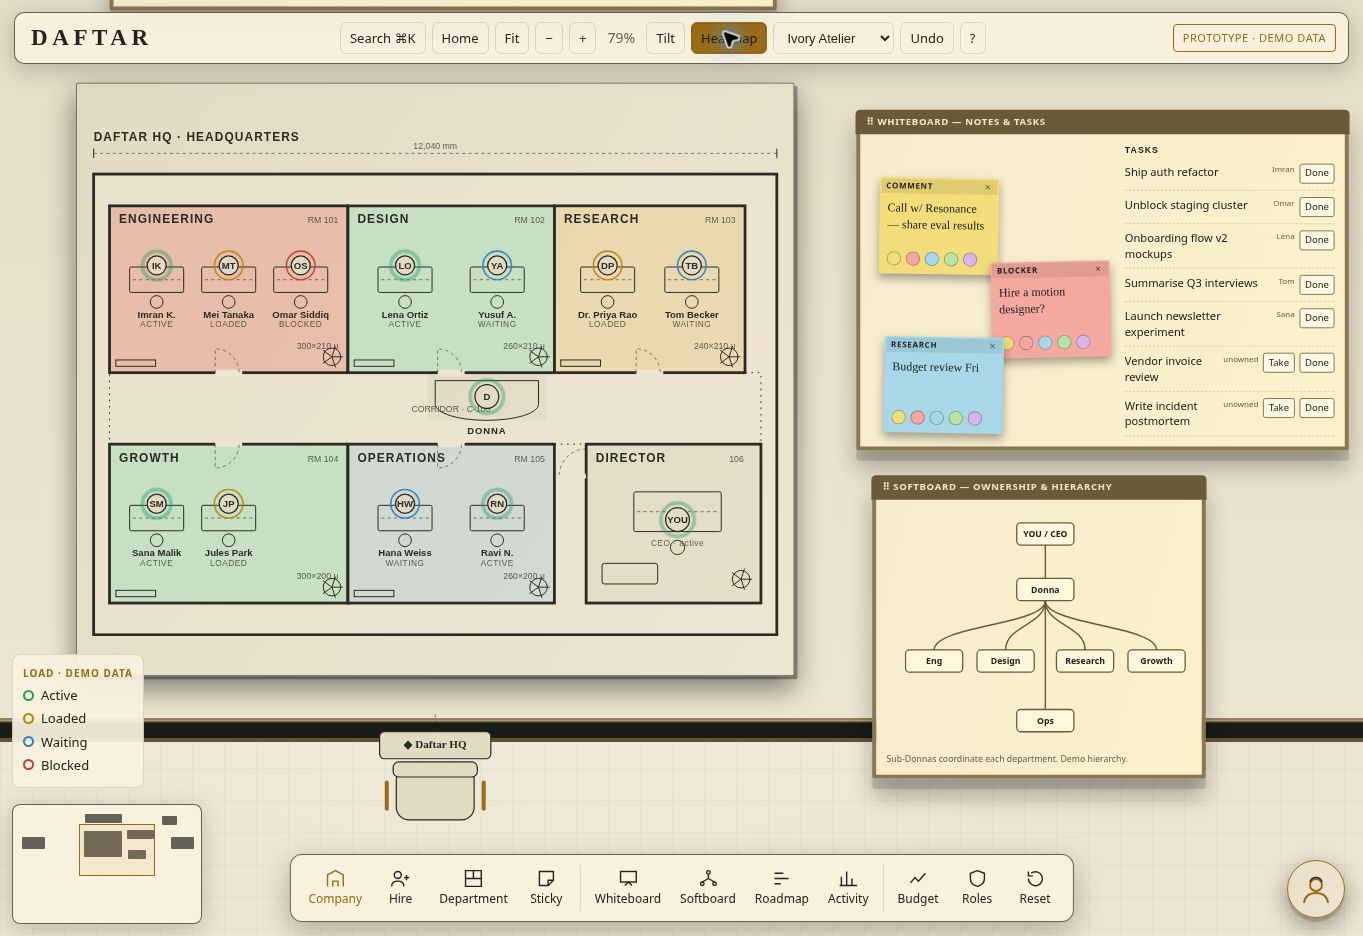 DAFTAR
Search ⌘K
Home
Fit
−
+
79%
Tilt
Ivory Atelier
Undo
?
PROTOTYPE · DEMO DATA
DAFTAR HQ · HEADQUARTERS
12,040 mm
ENGINEERING
RM 101
DESIGN
RM 102
RESEARCH
RM 103
IK
MT
OS
LO
YA
DP
TB
Imran K.
Mei Tanaka
Omar Siddiq
Lena Ortiz
Yusuf A.
Dr. Priya Rao
Tom Becker
ACTIVE
LOADED
BLOCKED
ACTIVE
WAITING
LOADED
WAITING
300×210 u
260×210 u
240×210 u
D
CORRIDOR ·
DONNA
GROWTH
RM 104
OPERATIONS
RM 105
DIRECTOR
106
SM
JP
HW
RN
YOU
Sana Malik
Jules Park
Hana Weiss
Ravi N.
ACTIVE
LOADED
WAITING
ACTIVE
CEO
active
300×200 u
260×200 u
⠿ WHITEBOARD — NOTES & TASKS
COMMENT
×
Call w/ Resonance
— share eval results
BLOCKER
×
Hire a motion
designer?
RESEARCH
×
Budget review Fri
TASKS
Ship auth refactor
Imran
Done
Unblock staging cluster
Omar
Done
Onboarding flow v2
mockups
Lena
Done
Summarise Q3 interviews
Tom
Done
Launch newsletter
experiment
Sana
Done
Vendor invoice
review
unowned
Take
Done
Write incident
postmortem
unowned
Take
Done
⠿ SOFTBOARD — OWNERSHIP & HIERARCHY
YOU / CEO
Donna
Eng
Design
Research
Growth
Ops
Sub-Donnas coordinate each department. Demo hierarchy.
LOAD · DEMO DATA
Active
Loaded
Waiting
Blocked
◆ Daftar HQ
Company
Hire
Department
Sticky
Whiteboard
Softboard
Roadmap
Activity
Budget
Roles
Reset